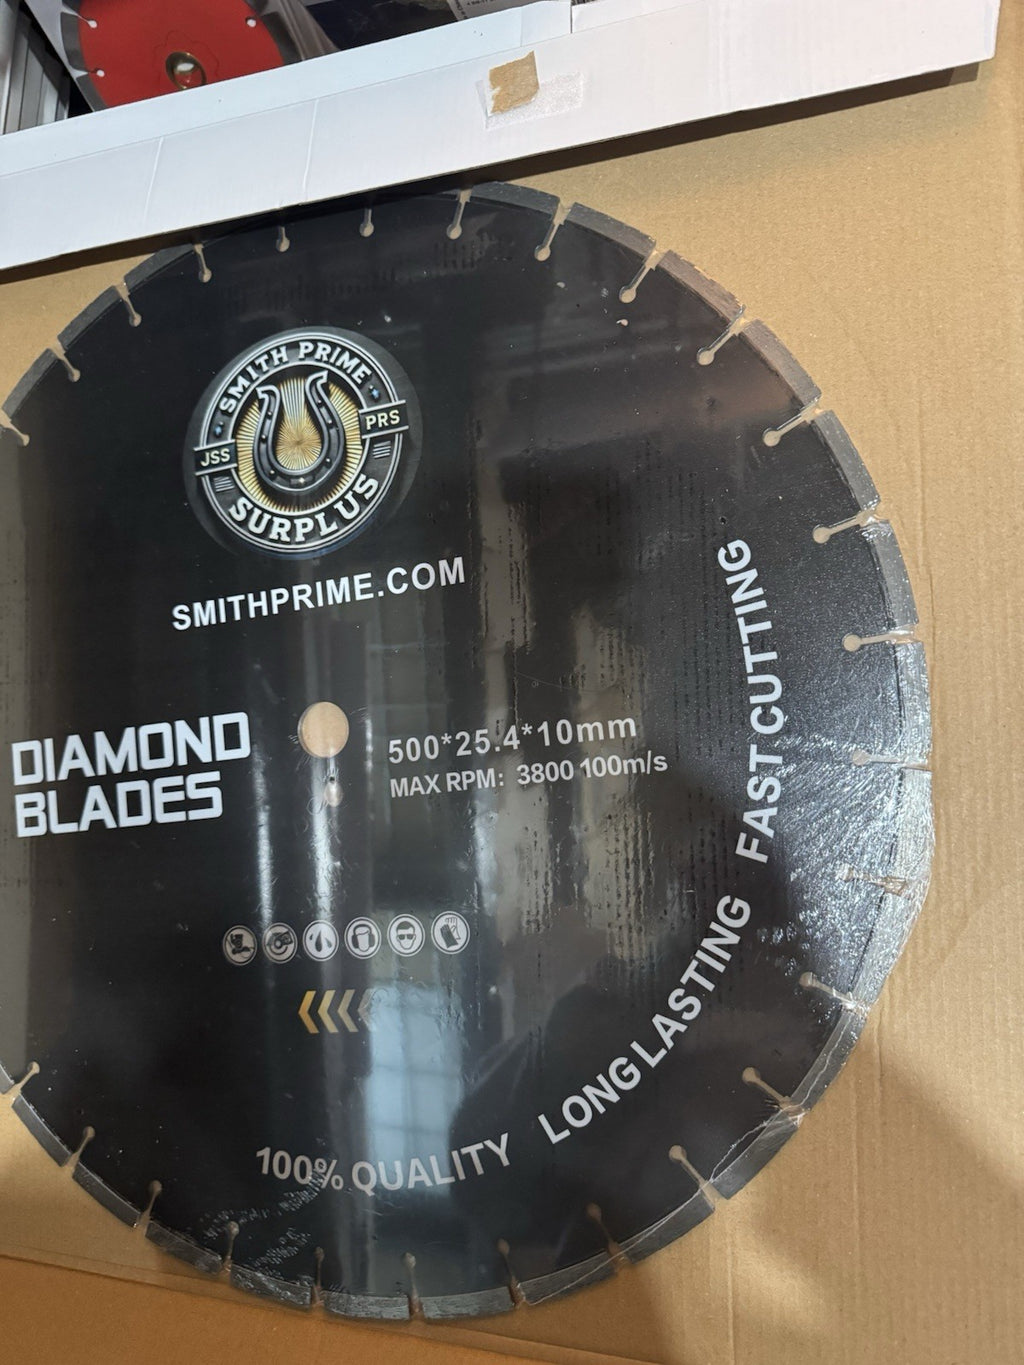 SMITH PRIME
JSS
PRS
SURPLUS
SMITHPRIME.COM
DIAMOND
BLADES
500*25.4*10mm
MAX RPM: 3800 100m/s
100% QUALITY LONG LASTING FAST CUTTING